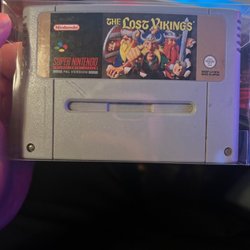 Nintendo
THE LOST VIKINGS
SUPER NINTENDO
PAL VERSION